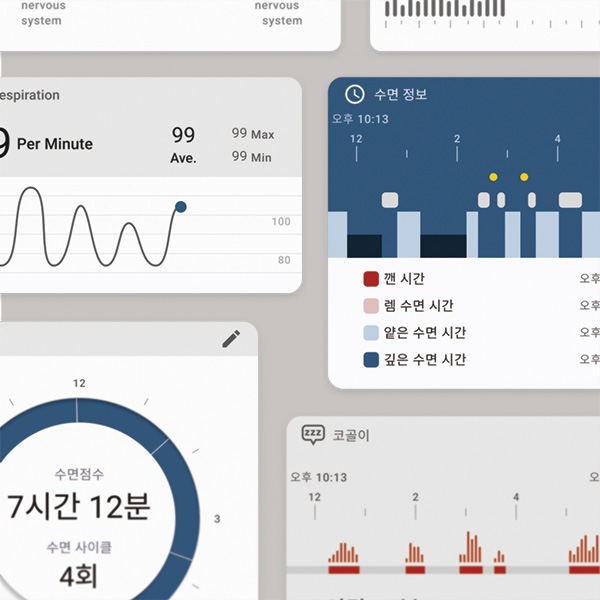 nervous
system
nervous
system
espiration
9 Per Minute
99
Ave.
99 Max
99 Min
100
80
수면 정보
오후 10:13
12
2
4
깬 시간
오후
렘 수면 시간
오후
얕은 수면 시간
오후
깊은 수면 시간
오후
12
3
수면점수
7시간 12분
수면 사이클
4회
zzz
코골이
오후 10:13
12
2
4